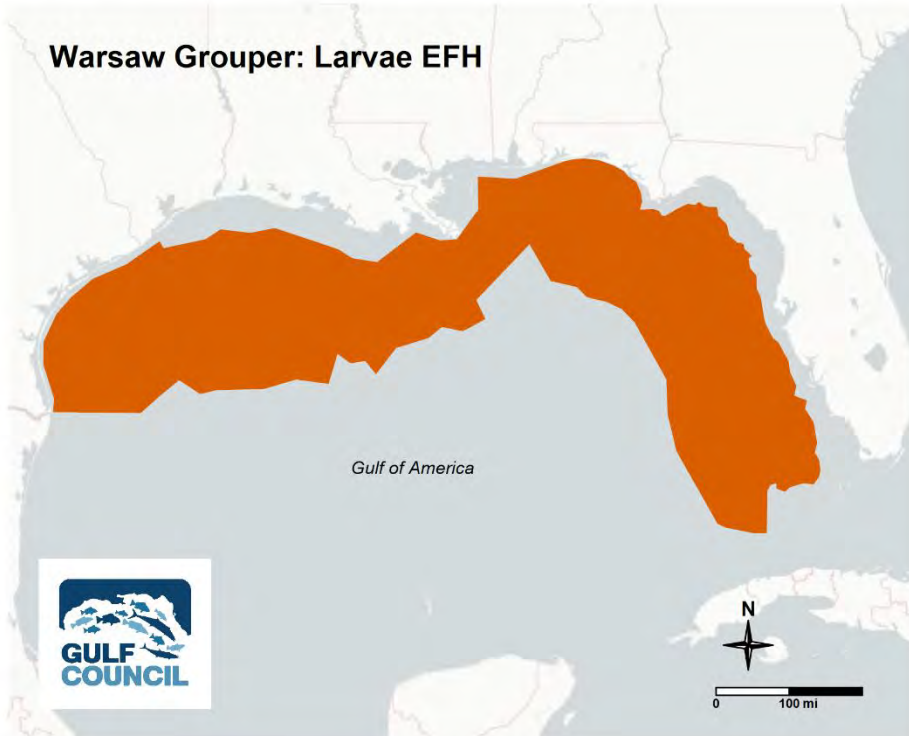 Warsaw Grouper: Larvae EFH
Gulf of America
GULF
COUNCIL
N
0 100 mi